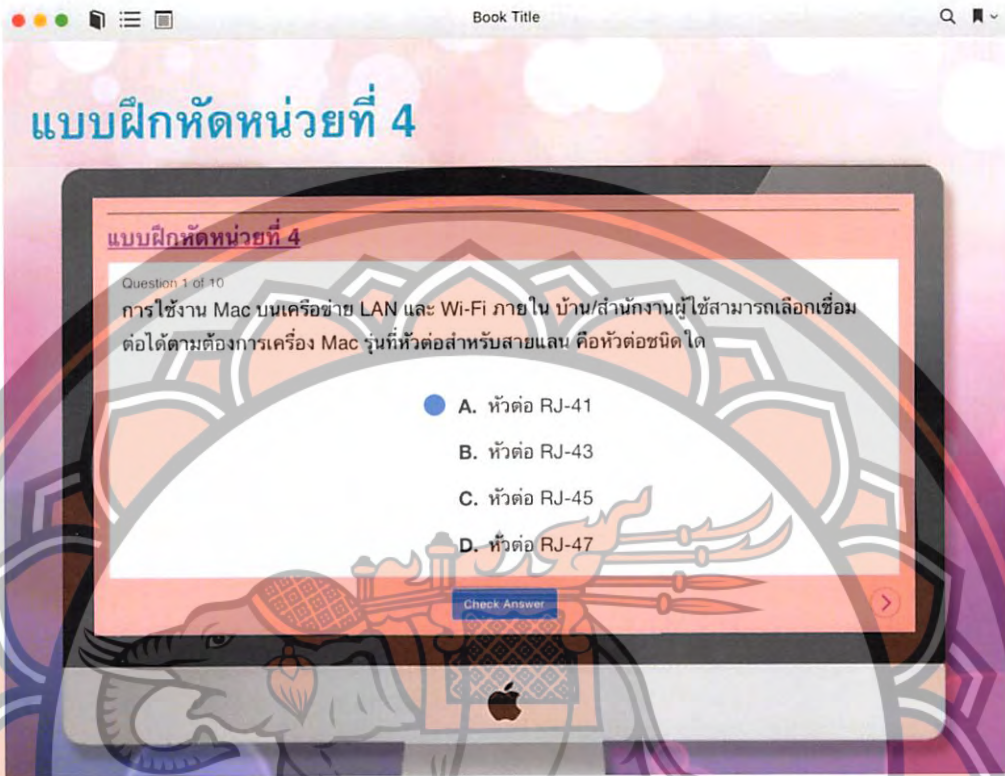 Book Title
แบบฝึกหัดหน่วยที่ 4
แบบฝึกหัดหน่วยที่ 4
Question 1 of 10
การใช้งาน Mac บนเครือข่าย LAN และ Wi-Fi ภายใน บ้าน/สำนักงานผู้ใช้สามารถเลือกเชื่อม
ต่อได้ตามต้องการเครื่อง Mac รุ่นที่หัวต่อสำหรับสายแลน คือหัวต่อชนิดใด
A. หัวต่อ RJ-41
B. หัวต่อ RJ-43
C. หัวต่อ RJ-45
D. หัวต่อ RJ-47
Check Answer